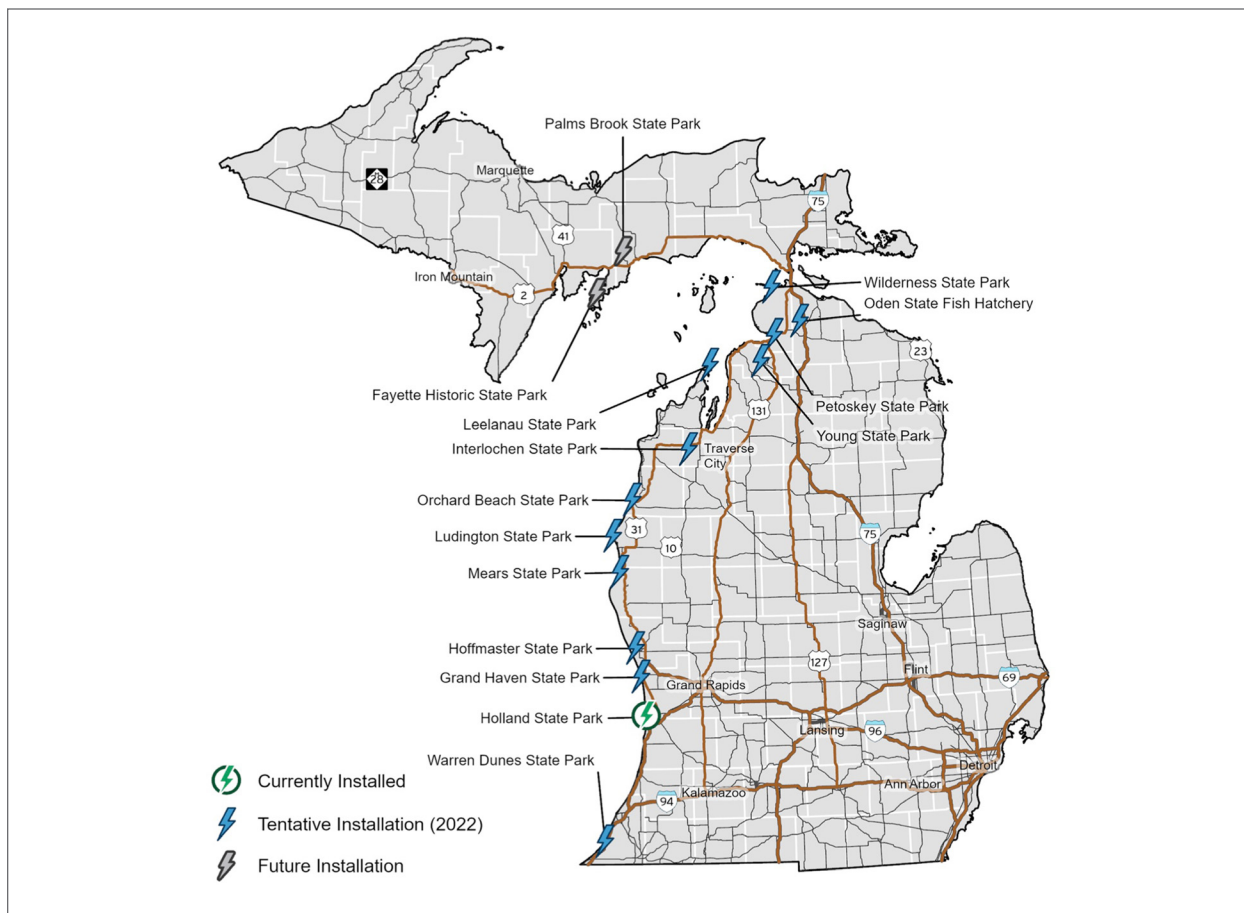 Palms Brook State Park
Marquette
28
75
41
Iron Mountain
2
Wilderness State Park
Oden State Fish Hatchery
23
Fayette Historic State Park
Petoskey State Park
131
Leelanau State Park
Young State Park
Interlochen State Park
Traverse
City
Orchard Beach State Park
31
Ludington State Park
10
75
Mears State Park
Saginaw
Hoffmaster State Park
127
Flint
Grand Haven State Park
Grand Rapids
69
Holland State Park
Lansing
96
Warren Dunes State Park
Detroit
Currently Installed
Ann Arbor
Kalamazoo
94
Tentative Installation (2022)
Future Installation